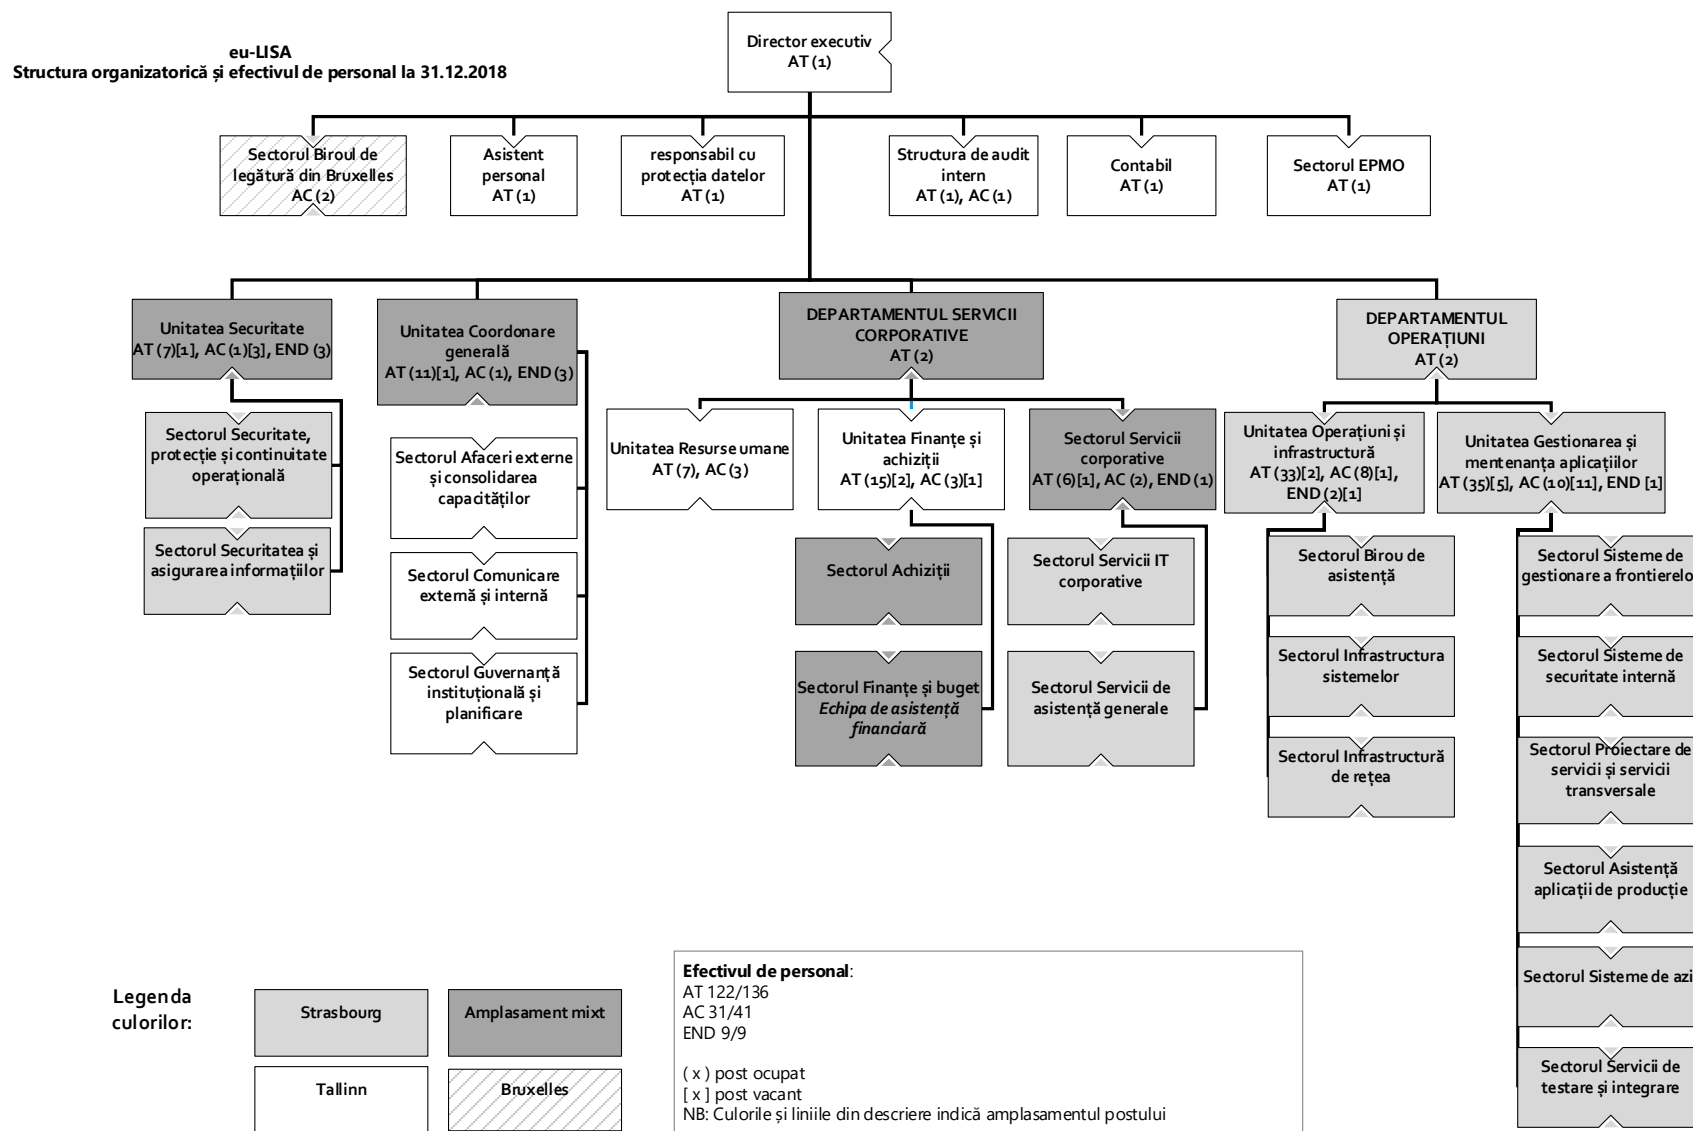 eu-LISA
Structura organizatorică și efectivul de personal la 31.12.2018
Director executiv
AT (1)
Sectorul Biroul de
legătură din Bruxelles
AC (2)
Asistent
personal
AT (1)
responsabil cu
protecția datelor
AT (1)
Structura de audit
intern
AT (1), AC (1)
Contabil
AT (1)
Sectorul EPMO
AT (1)
Unitatea Securitate
AT (7)[1], AC (1)[3], END (3)
Unitatea Coordonare
generală
AT (11)[1], AC (1), END (3)
DEPARTAMENTUL SERVICII
CORPORATIVE
AT (2)
DEPARTAMENTUL
OPERAȚIUNI
AT (2)
Sectorul Securitate,
protecție și continuitate
operațională
Sectorul Securitatea și
asigurarea informațiilor
Sectorul Afaceri externe
și consolidarea
capacităților
Sectorul Comunicare
externă și internă
Sectorul Guvernanță
instituțională și
planificare
Unitatea Resurse umane
AT (7), AC (3)
Unitatea Finanțe și
achiziții
AT (15)[2], AC (3)[1]
Sectorul Servicii
corporative
AT (6)[1], AC (2), END (1)
Sectorul Achiziții
Sectorul Finanțe și buget
Echipa de asistență
financiară
Sectorul Servicii IT
corporative
Sectorul Servicii de
asistență generale
Unitatea Operațiuni și
infrastructură
AT (33)[2], AC (8)[1],
END (2)[1]
Unitatea Gestionarea și
mentenanța aplicațiilor
AT (35)[5], AC (10)[11], END [1]
Sectorul Birou de
asistență
Sectorul Infrastructura
sistemelor
Sectorul Infrastructură
de rețea
Sectorul Sisteme de
gestionare a frontierelo
Sectorul Sisteme de
securitate internă
Sectorul Proiectare de
servicii și servicii
transversale
Sectorul Asistență
aplicații de producție
Sectorul Sisteme de azi
Sectorul Servicii de
testare și integrare
Legenda
culorilor:
Strasbourg
Amplasament mixt
Tallinn
Bruxelles
Efectivul de personal:
AT 122/136
AC 31/41
END 9/9
( x ) post ocupat
[ x ] post vacant
NB: Culorile și liniile din descriere indică amplasamentul postului